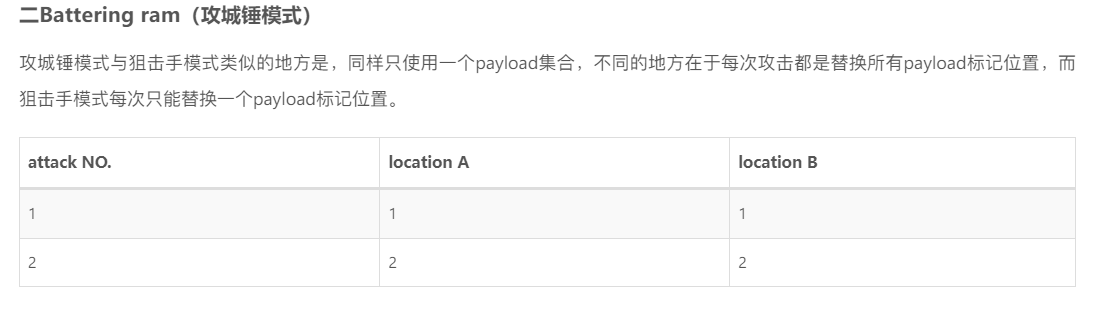 二Battering ram（攻城锤模式）
攻城锤模式与狙击手模式类似的地方是，同样只使用一个payload集合，不同的地方在于每次攻击都是替换所有payload标记位置，而
狙击手模式每次只能替换一个payload标记位置。
attack NO. location A location B
1 1 1
2 2 2